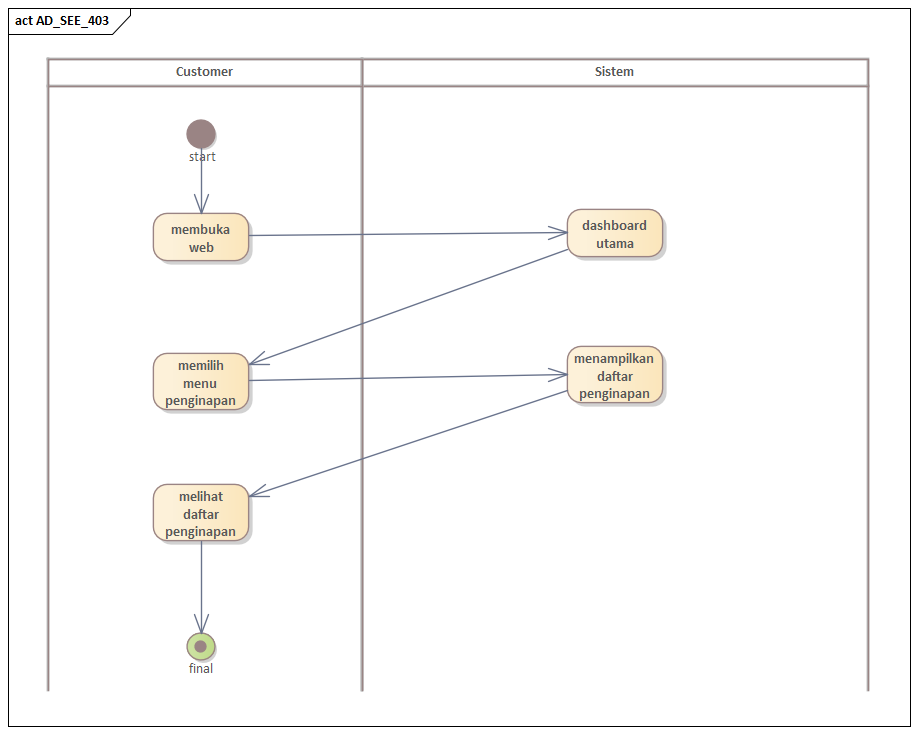 act AD_SEE_403
Customer
Sistem
start
membuka
web
dashboard
utama
memilih
menu
penginapan
menampilkan
daftar
penginapan
melihat
daftar
penginapan
final